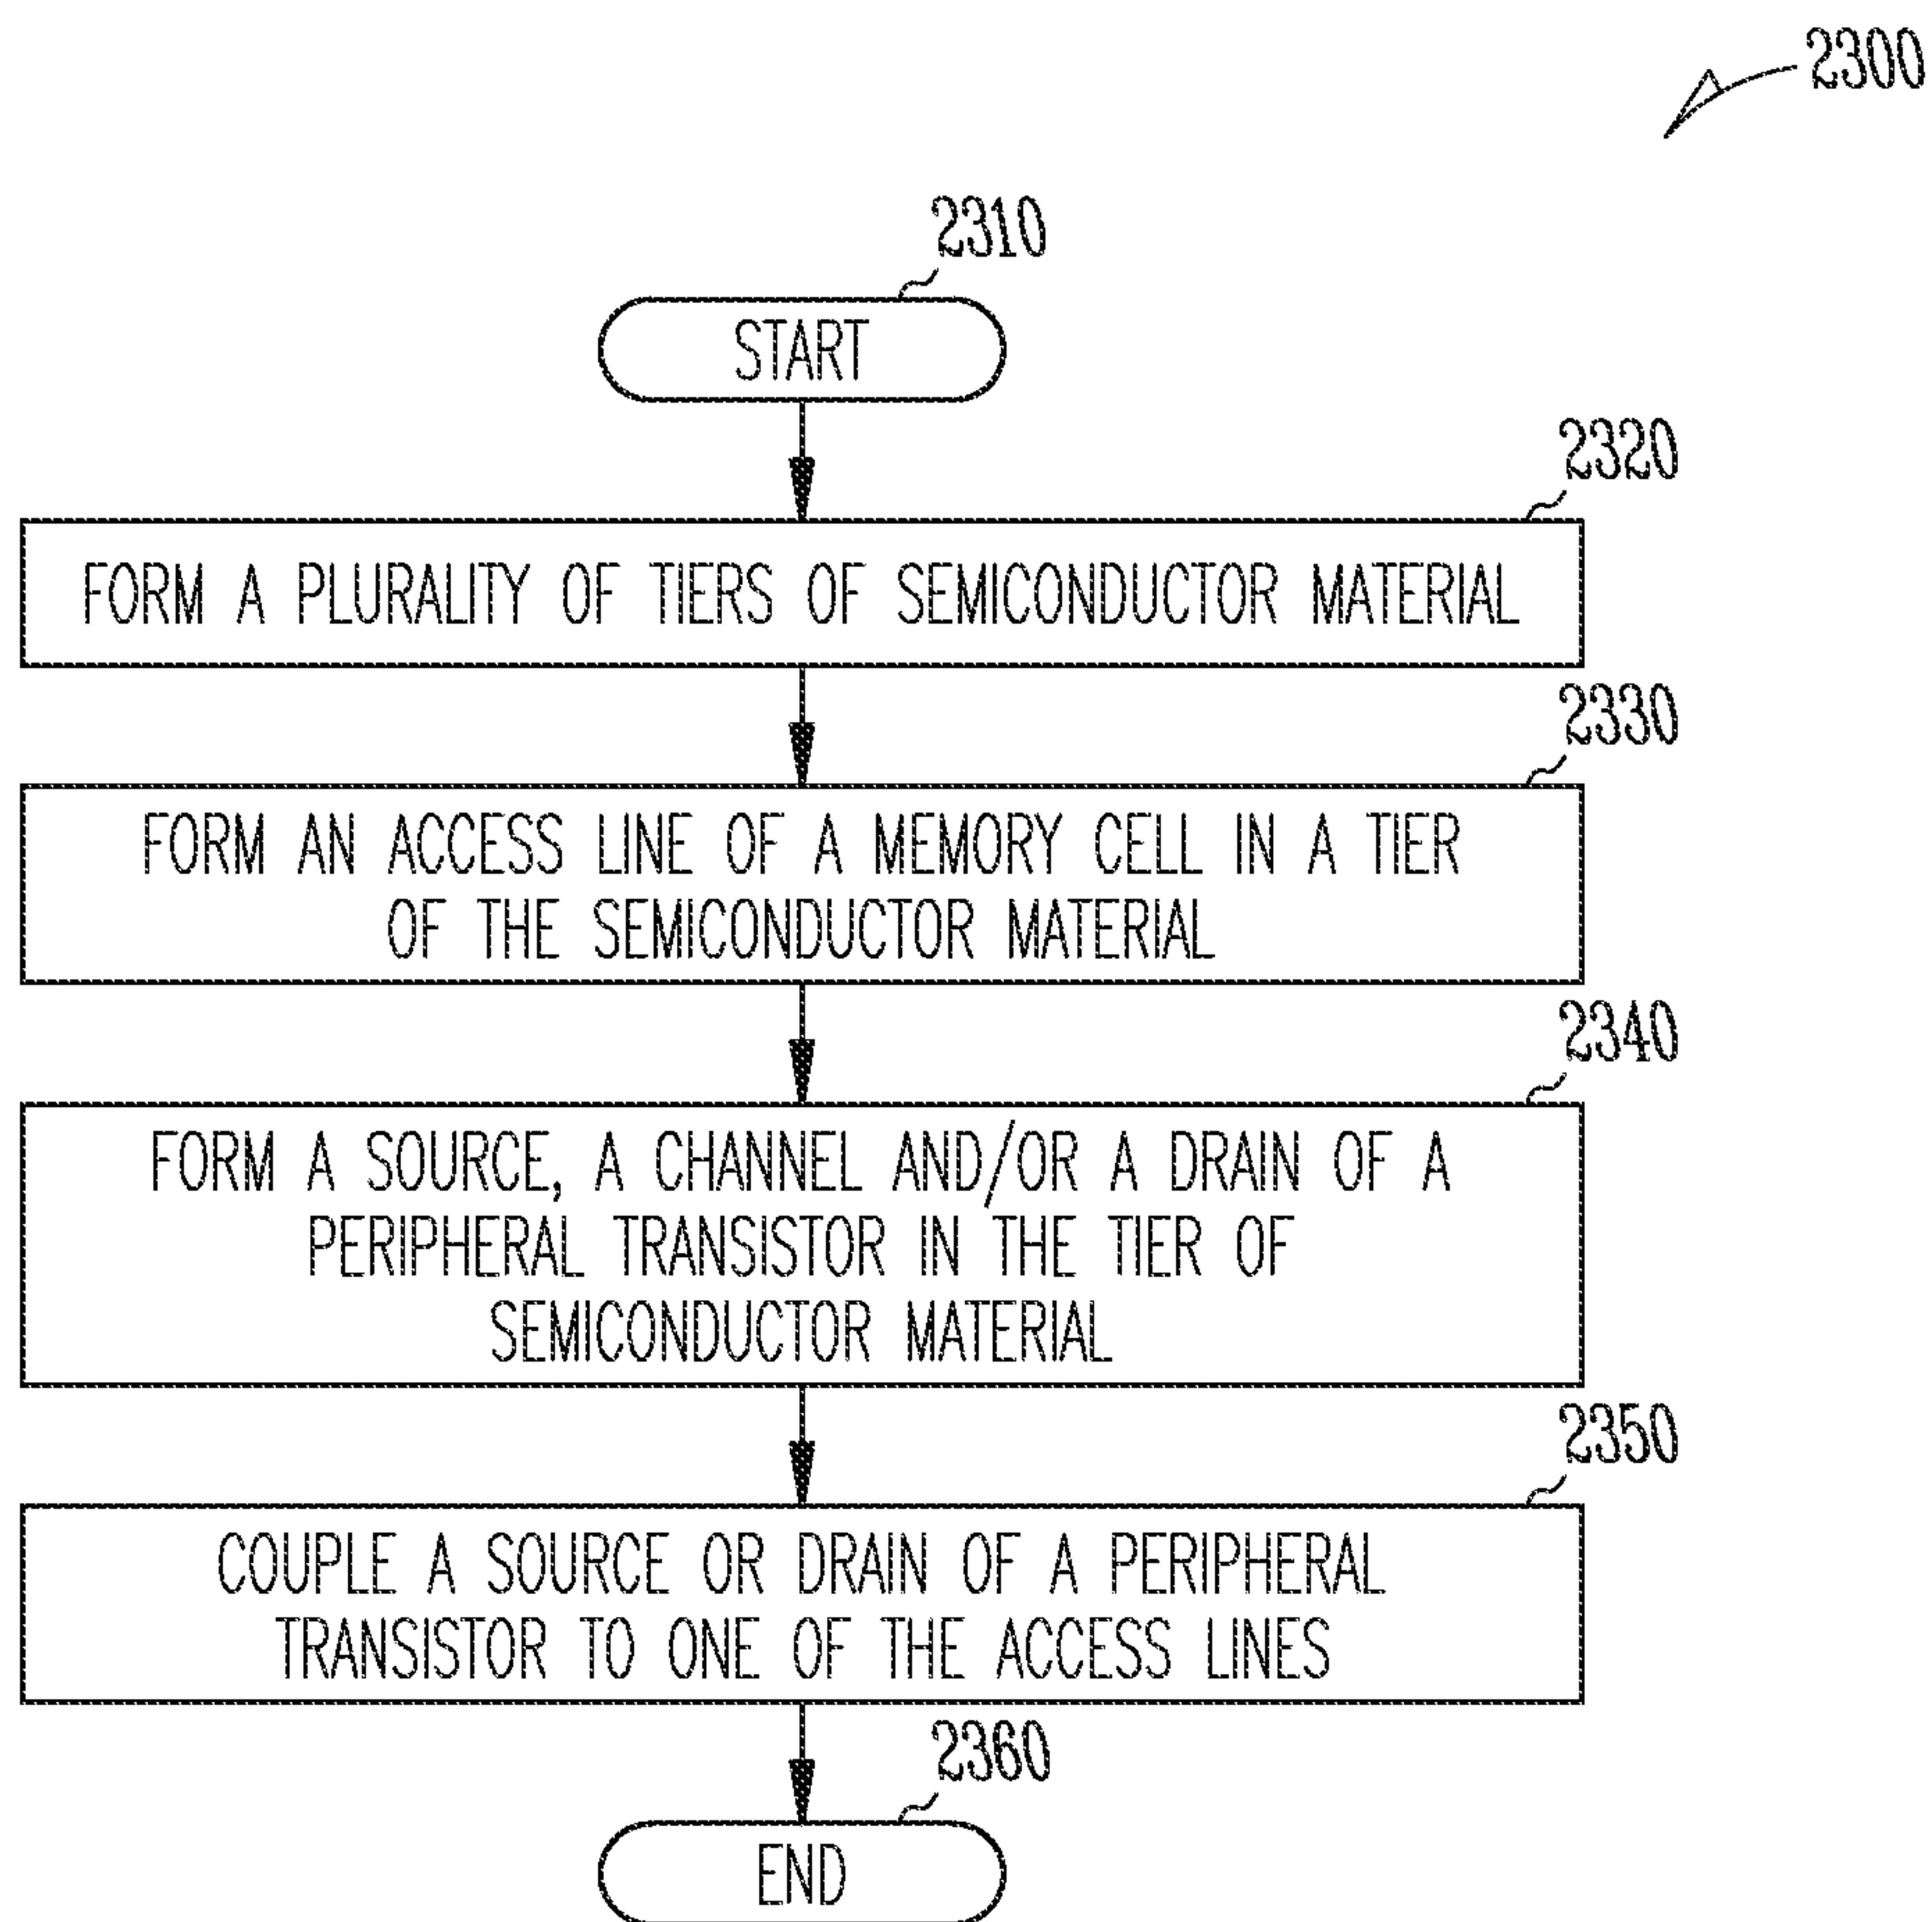 2300
2310
START
2320
FORM A PLURALITY OF TIERS OF SEMICONDUCTOR MATERIAL
2330
FORM AN ACCESS LINE OF A MEMORY CELL IN A TIER
OF THE SEMICONDUCTOR MATERIAL
2340
FORM A SOURCE, A CHANNEL AND/OR A DRAIN OF A
PERIPHERAL TRANSISTOR IN THE TIER OF
SEMICONDUCTOR MATERIAL
2350
COUPLE A SOURCE OR DRAIN OF A PERIPHERAL
TRANSISTOR TO ONE OF THE ACCESS LINES
2360
END